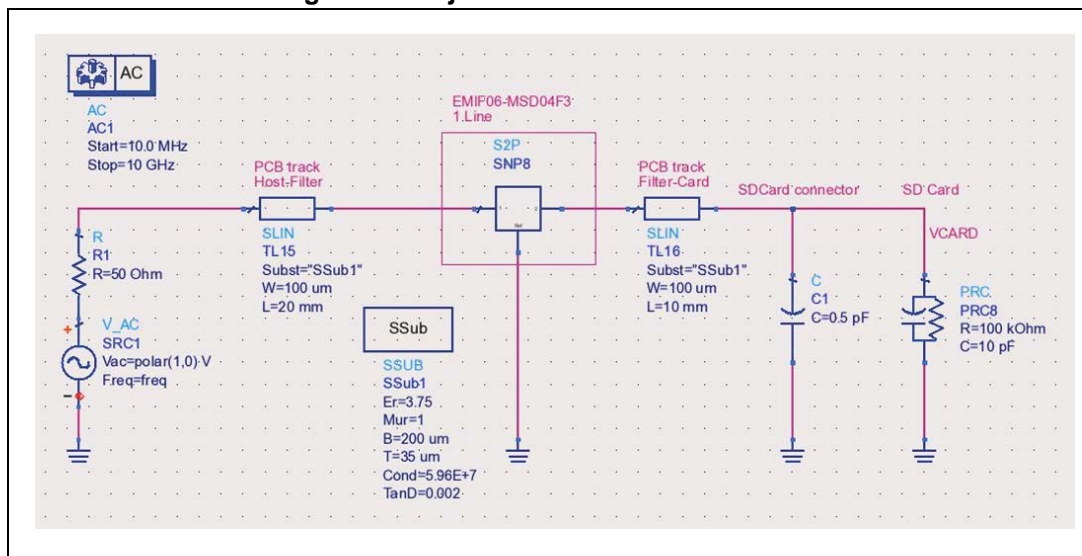 AC
AC
AC1
Start=10.0 MHz
Stop=10 GHz
PCB track
Host-Filter
EMIF06-MSD04F3
1.Line
S2P
SNP8
1
2
Ref
PCB track
Filter-Card
SDCard connector
SD Card
VCARD
R
R1
R=50 Ohm
SLIN
TL15
Subst="SSub1"
W=100 um
L=20 mm
SLIN
TL16
Subst="SSub1"
W=100 um
L=10 mm
C
C1
C=0.5 pF
PRC
PRC8
R=100 kOhm
C=10 pF
V_AC
SRC1
Vac=polar(1,0) V
Freq=freq
SSub
SSUB
SSub1
Er=3.75
Mur=1
B=200 um
T=35 um
Cond=5.96E+7
TanD=0.002